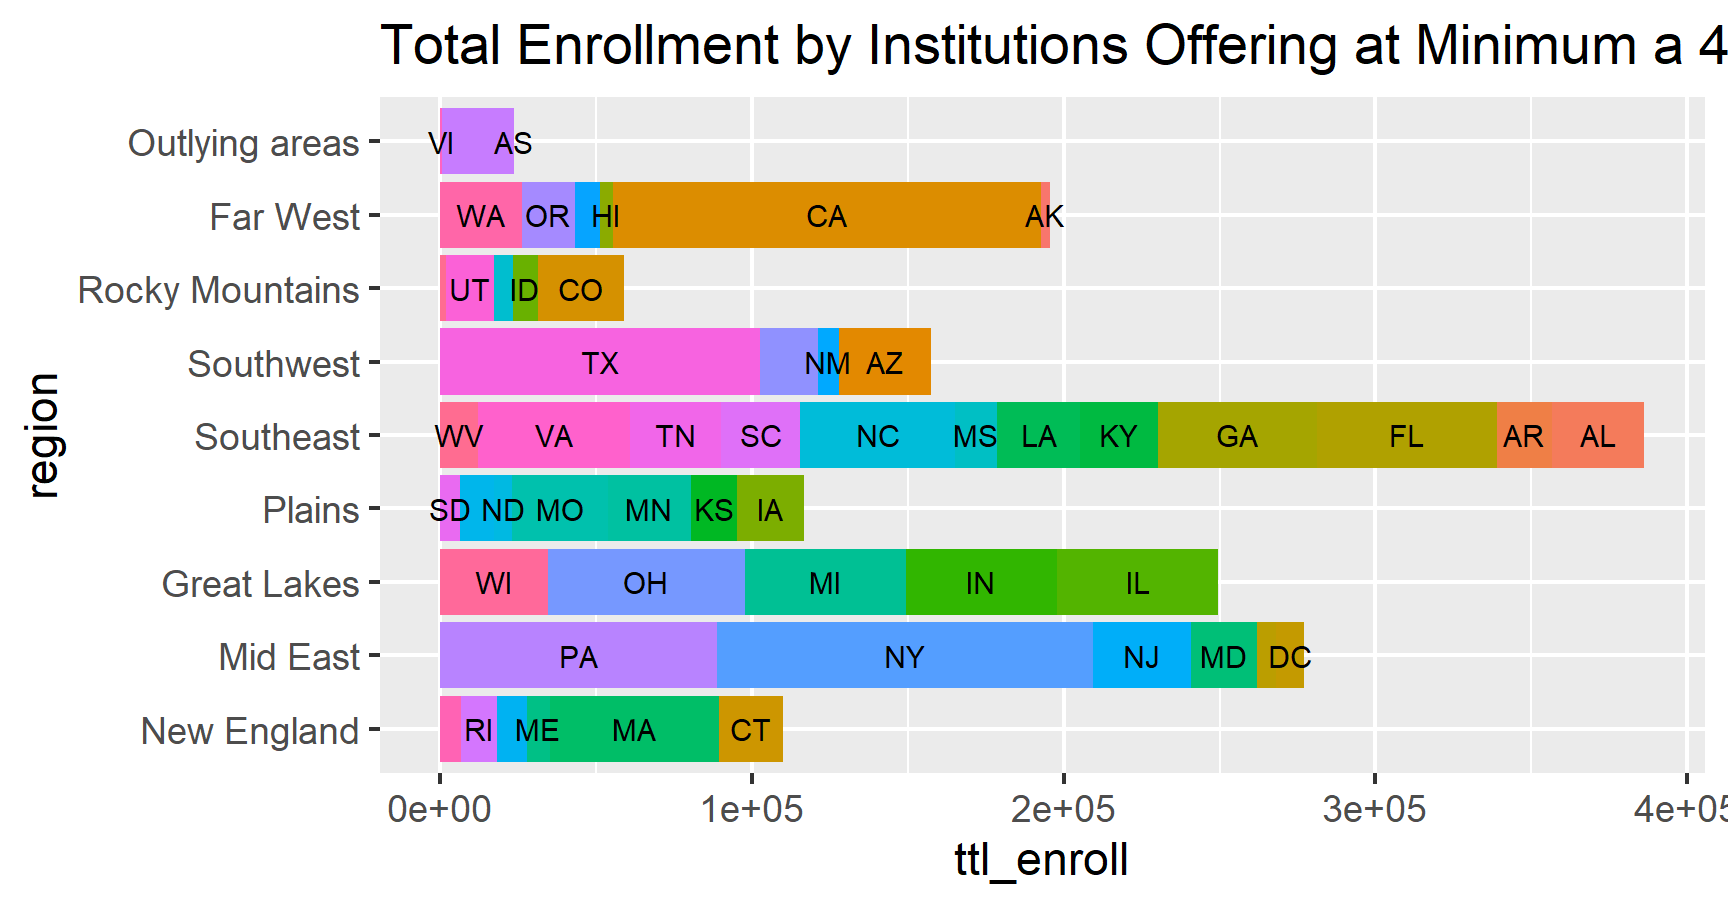 Total Enrollment by Institutions Offering at Minimum a 4
Outlying areas VI AS
Far West WA OR HI CA AK
Rocky Mountains UT ID CO
Southwest TX NM AZ
Southeast WV VA TN SC NC MS LA KY GA FL AR AL
Plains SD ND MO MN KS IA
Great Lakes WI OH MI IN IL
Mid East PA NY NJ MD DC
New England RI ME MA CT
region
0e+00 1e+05 2e+05 3e+05 4e+05
ttl_enroll